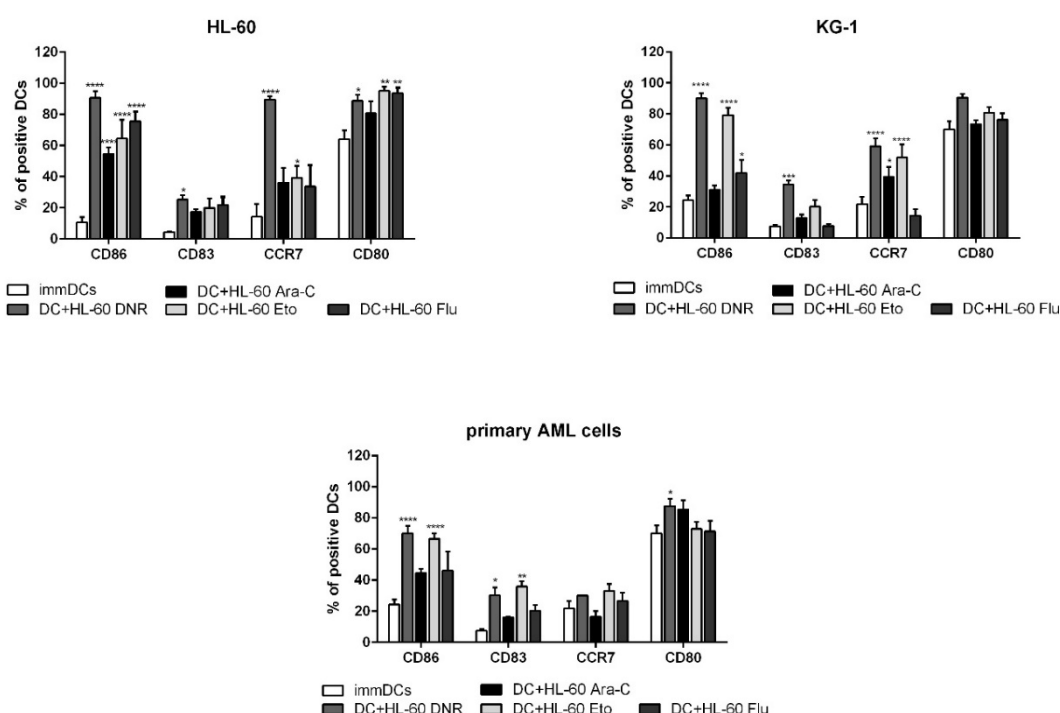 HL-60
% of positive DCs
120
100
80
60
40
20
0
**** **** **** ****
*
**** *
* ** **
CD86 CD83 CCR7 CD80
immDCs DC+HL-60 Ara-C
DC+HL-60 DNR DC+HL-60 Eto DC+HL-60 Flu
KG-1
% of positive DCs
120
100
80
60
40
20
0
**** **** *
***
**** * ****
CD86 CD83 CCR7 CD80
immDCs DC+HL-60 Ara-C
DC+HL-60 DNR DC+HL-60 Eto DC+HL-60 Flu
primary AML cells
% of positive DCs
120
100
80
60
40
20
0
**** ****
* **
*
CD86 CD83 CCR7 CD80
immDCs DC+HL-60 Ara-C
DC+HL-60 DNR DC+HL-60 Eto DC+HL-60 Flu